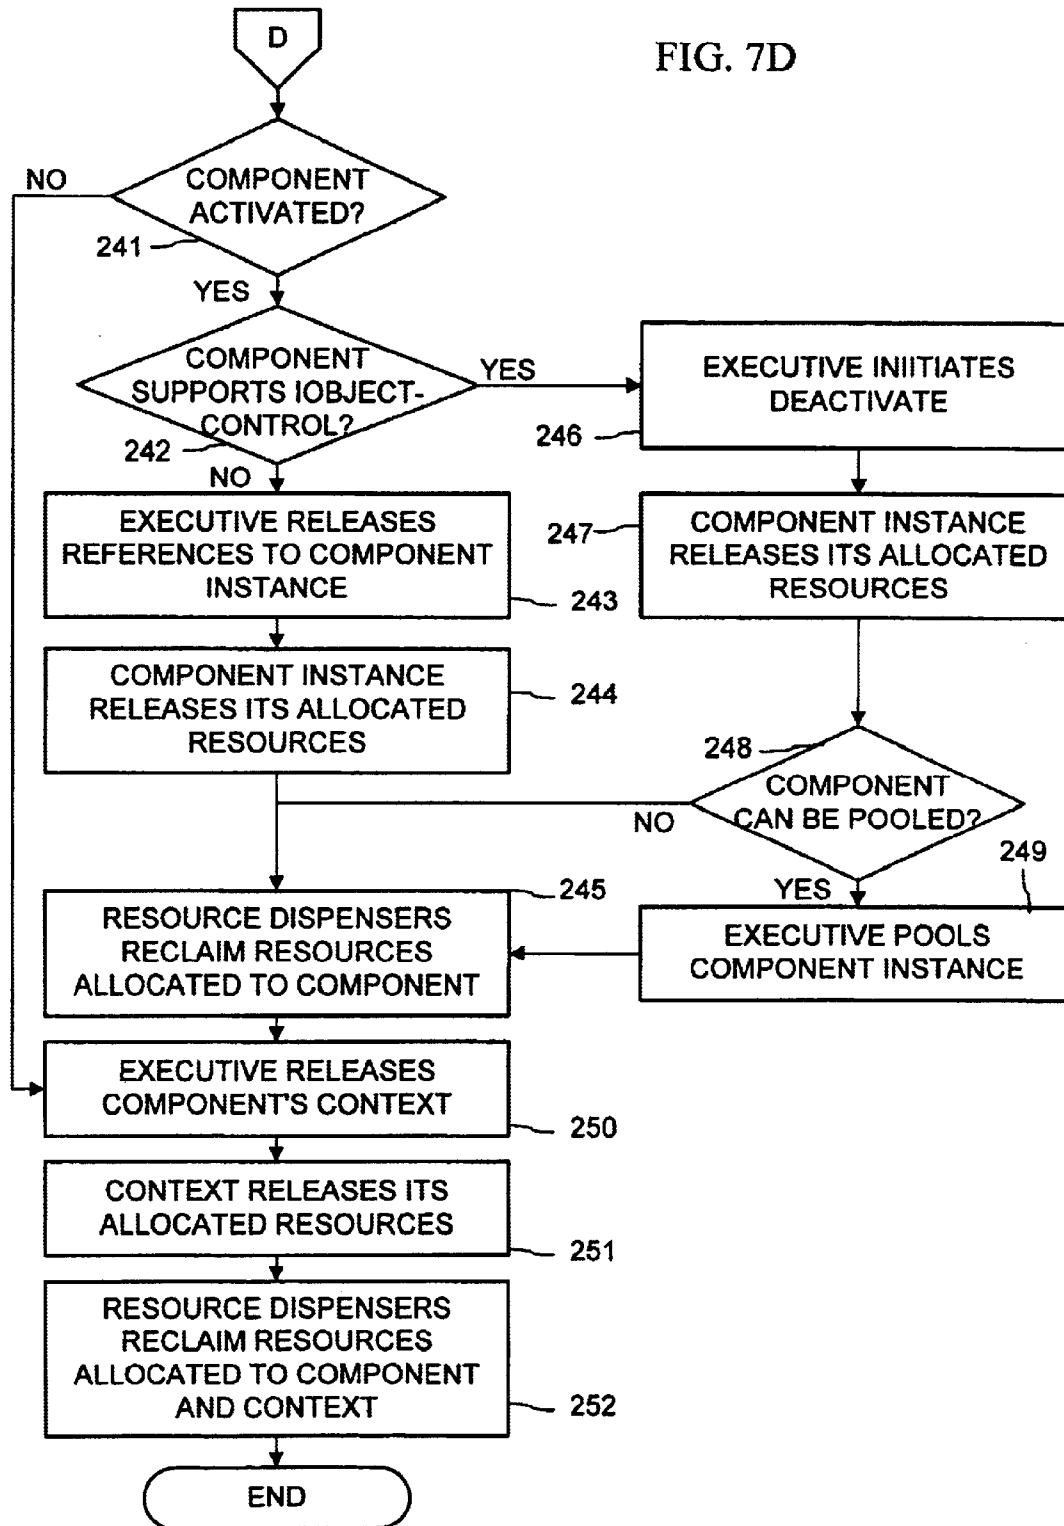 D
FIG. 7D
COMPONENT
ACTIVATED?
NO
241
YES
COMPONENT
SUPPORTS IOBJECT-
CONTROL?
242
YES
NO
EXECUTIVE INIITIATES
DEACTIVATE
246
EXECUTIVE RELEASES
REFERENCES TO COMPONENT
INSTANCE
243
COMPONENT INSTANCE
RELEASES ITS ALLOCATED
RESOURCES
247
COMPONENT INSTANCE
RELEASES ITS ALLOCATED
RESOURCES
244
248
COMPONENT
CAN BE POOLED?
NO
YES
249
245
RESOURCE DISPENSERS
RECLAIM RESOURCES
ALLOCATED TO COMPONENT
EXECUTIVE POOLS
COMPONENT INSTANCE
EXECUTIVE RELEASES
COMPONENT'S CONTEXT
250
CONTEXT RELEASES ITS
ALLOCATED RESOURCES
251
RESOURCE DISPENSERS
RECLAIM RESOURCES
ALLOCATED TO COMPONENT
AND CONTEXT
252
END